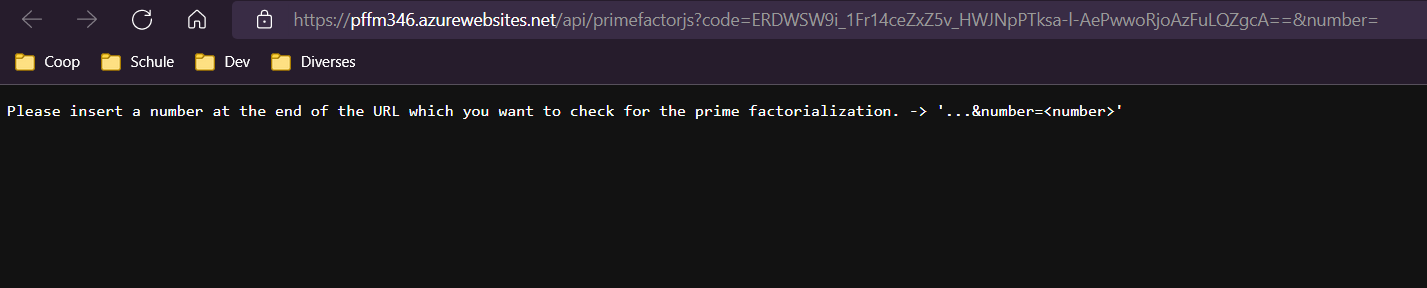 https://pffm346.azurewebsites.net/api/primefactorjs?code=ERDWSW9i_1Fr14ceZxZ5v_HWJNpPTksa-l-AePwwoRjoAzFuLQZgcA==&number=
Coop Schule Dev Diverses
Please insert a number at the end of the URL which you want to check for the prime factorialization. -> '...&number=<number>'